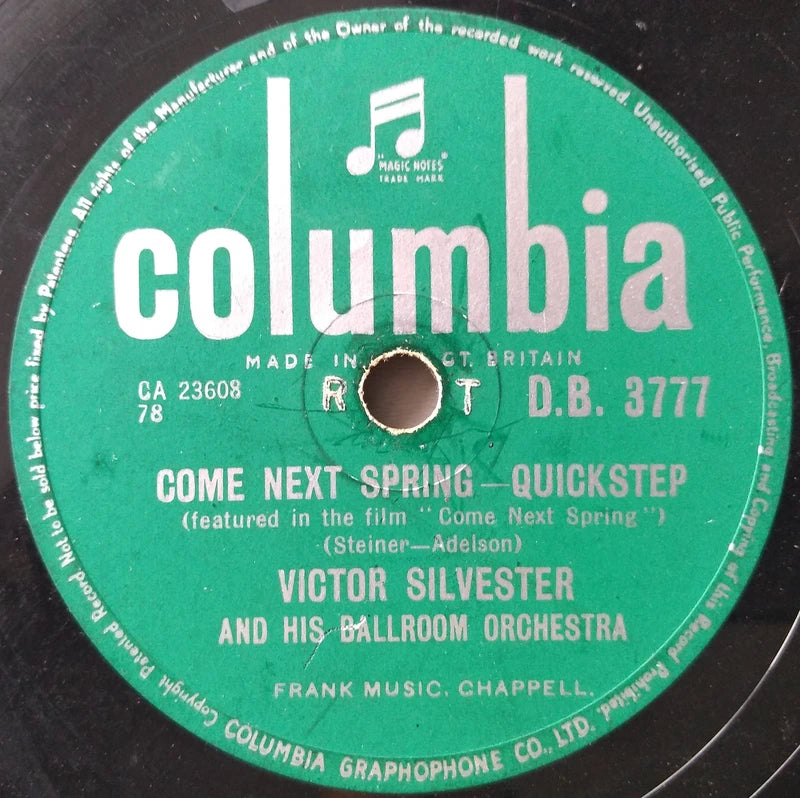 All rights of the Manufacturer and of the Owner of the recorded work reserved. Unauthorised Public Performance, Broadcasting and Copying of this Record Prohibited.
"MAGIC NOTES"
TRADE MARK
columbia
MADE IN GT. BRITAIN
CA 23608
78
R T
D.B. 3777
COME NEXT SPRING—QUICKSTEP
(featured in the film "Come Next Spring")
(Steiner—Adelson)
VICTOR SILVESTER
AND HIS BALLROOM ORCHESTRA
FRANK MUSIC. CHAPPELL.
Copyright Patented Record Not to be sold below price fixed by Patentees
COLUMBIA GRAPHOPHONE CO., LTD.